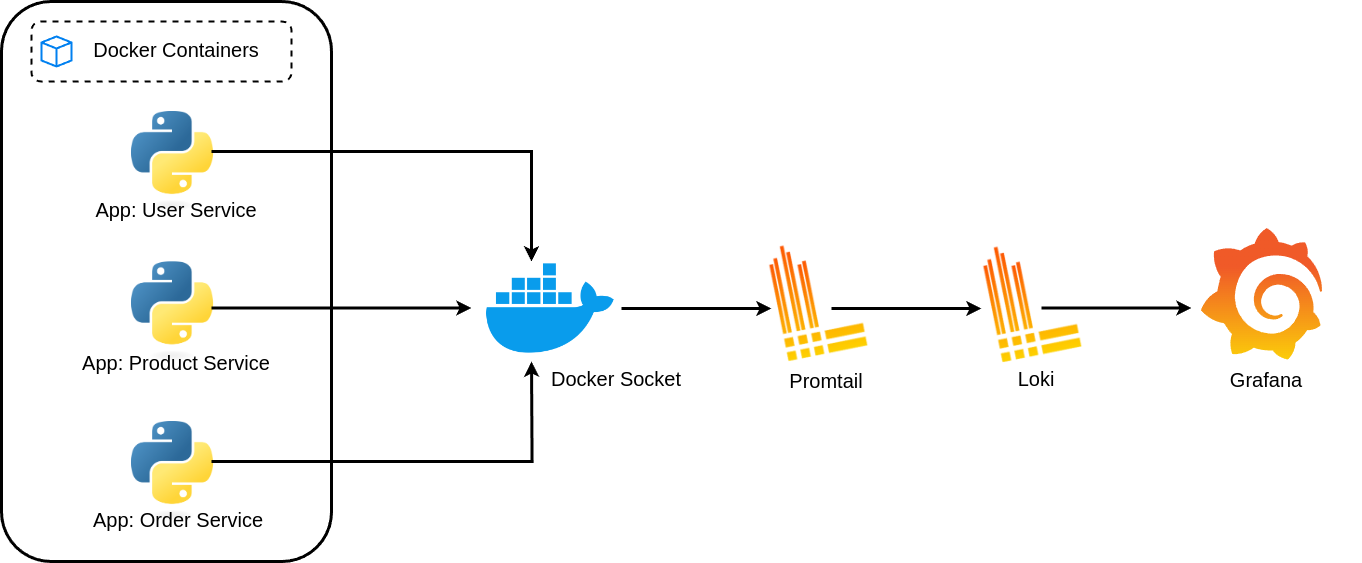 Docker Containers
App: User Service
App: Product Service
App: Order Service
Docker Socket
Promtail
Loki
Grafana